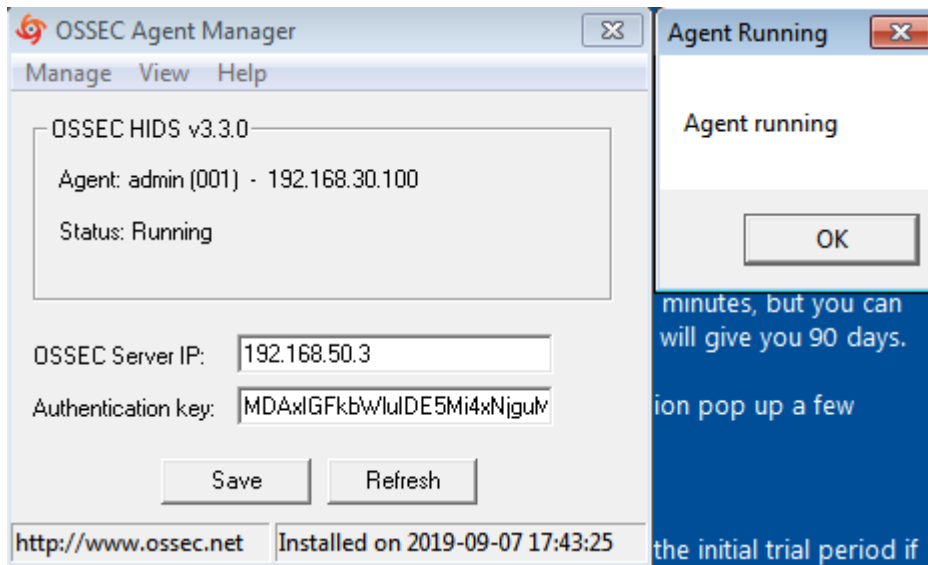 OSSEC Agent Manager
Manage View Help
OSSEC HIDS v3.3.0
Agent: admin (001) - 192.168.30.100
Status: Running
OSSEC Server IP: 192.168.50.3
Authentication key: MDAxIGFkbWluIDE5Mi4xNjguM
Save Refresh
http://www.ossec.net Installed on 2019-09-07 17:43:25
Agent Running
Agent running
OK
minutes, but you can
will give you 90 days.
ion pop up a few
the initial trial period if